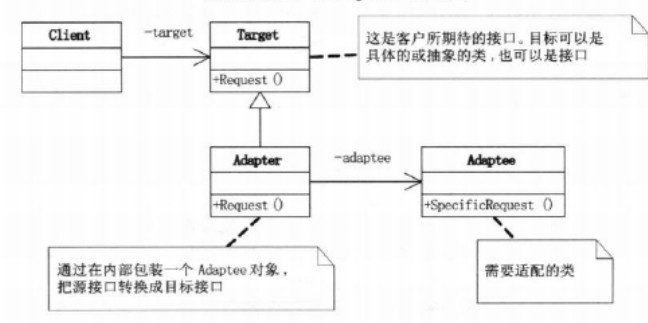 Client
-target
Target
+Request ()
这是客户所期待的接口。目标可以是
具体的或抽象的类,也可以是接口
Adapter
+Request ()
-adaptee
Adaptee
+SpecificRequest ()
通过在内部包装一个 Adaptee 对象,
把源接口转换成目标接口
需要适配的类